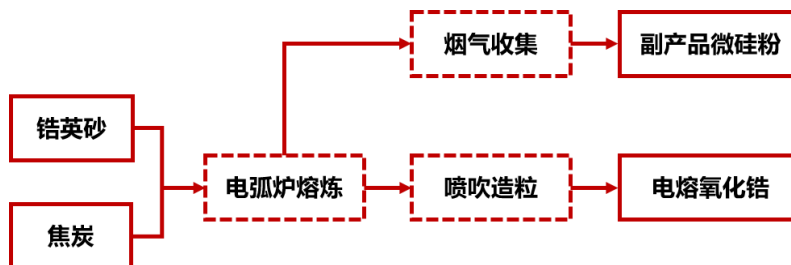 烟气收集
副产品微硅粉
锆英砂
电弧炉熔炼
喷吹造粒
电熔氧化锆
焦炭